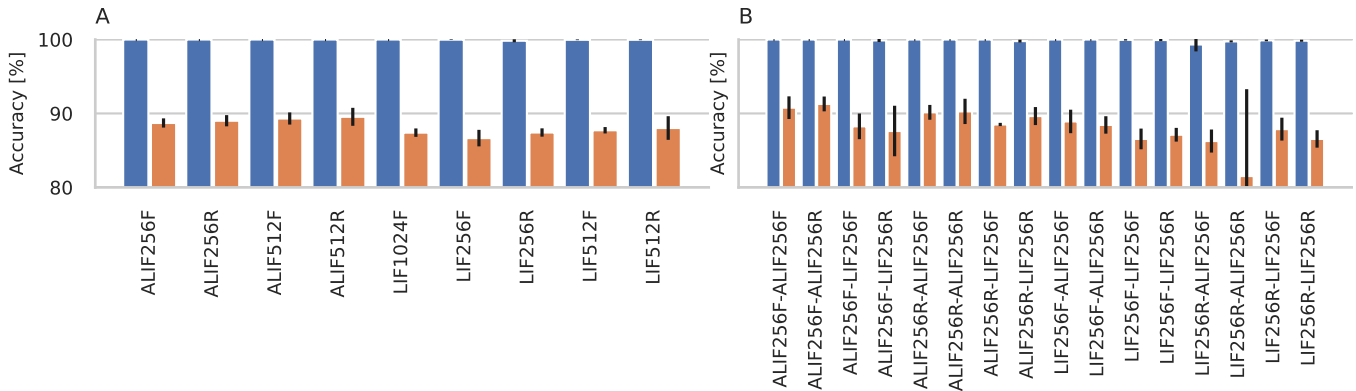 A
Accuracy [%]
100
90
80
ALIF256F
ALIF256R
ALIF512F
ALIF512R
LIF1024F
LIF256F
LIF256R
LIF512F
LIF512R
B
Accuracy [%]
ALIF256F-ALIF256F
ALIF256F-ALIF256R
ALIF256F-LIF256F
ALIF256F-LIF256R
ALIF256R-ALIF256F
ALIF256R-ALIF256R
ALIF256R-LIF256F
ALIF256R-LIF256R
LIF256F-ALIF256F
LIF256F-ALIF256R
LIF256F-LIF256F
LIF256F-LIF256R
LIF256R-ALIF256F
LIF256R-ALIF256R
LIF256R-LIF256F
LIF256R-LIF256R